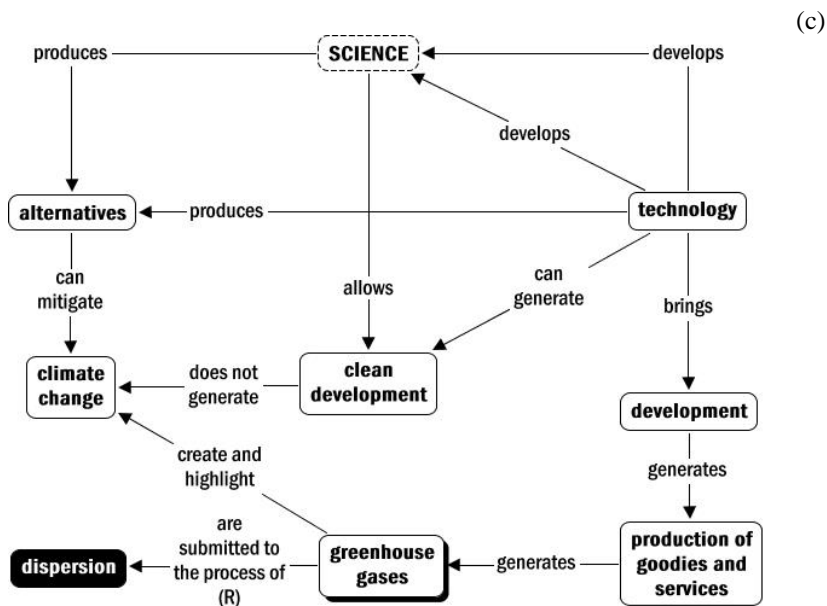 (c)
produces
SCIENCE
develops
develops
alternatives
produces
technology
can
mitigate
allows
can
generate
brings
climate
change
does not
generate
clean
development
development
create and
highlight
generates
dispersion
are
submitted to
the process of
(R)
greenhouse
gases
generates
production of
goodies and
services